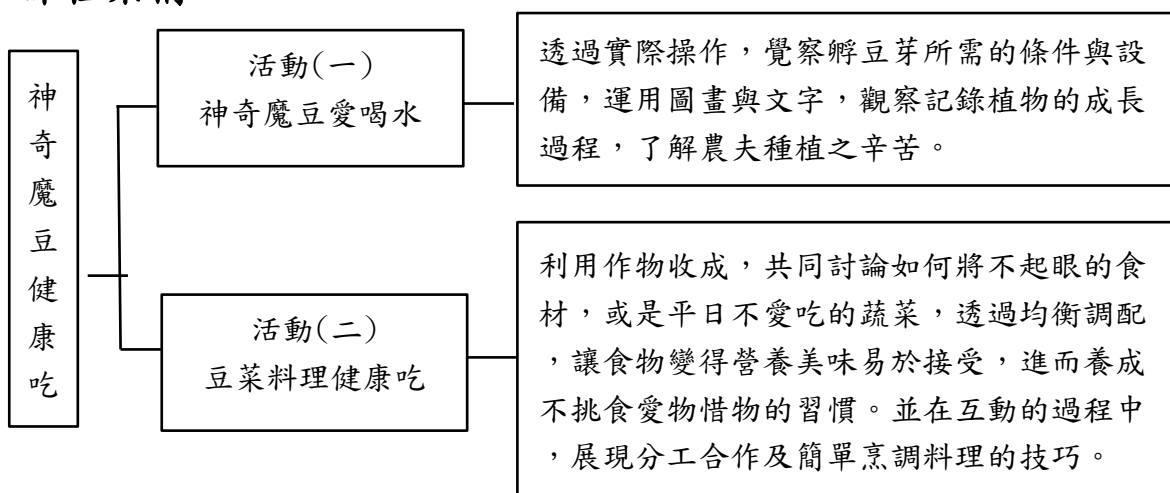 神奇魔豆健康吃
活動(一)
神奇魔豆愛喝水
透過實際操作，覺察孵豆芽所需的條件與設
備，運用圖畫與文字，觀察記錄植物的成長
過程，了解農夫種植之辛苦。
活動(二)
豆菜料理健康吃
利用作物收成，共同討論如何將不起眼的食
材，或是平日不愛吃的蔬菜，透過均衡調配
，讓食物變得營養美味易於接受，進而養成
不挑食愛物惜物的習慣。並在互動的過程中
，展現分工合作及簡單烹調料理的技巧。